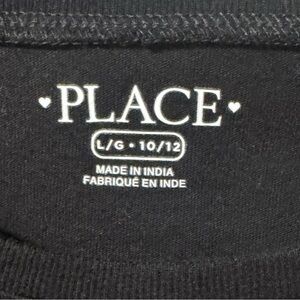 ♥ PLACE ♥
L/G • 10/12
MADE IN INDIA
FABRIQUÉ EN INDE